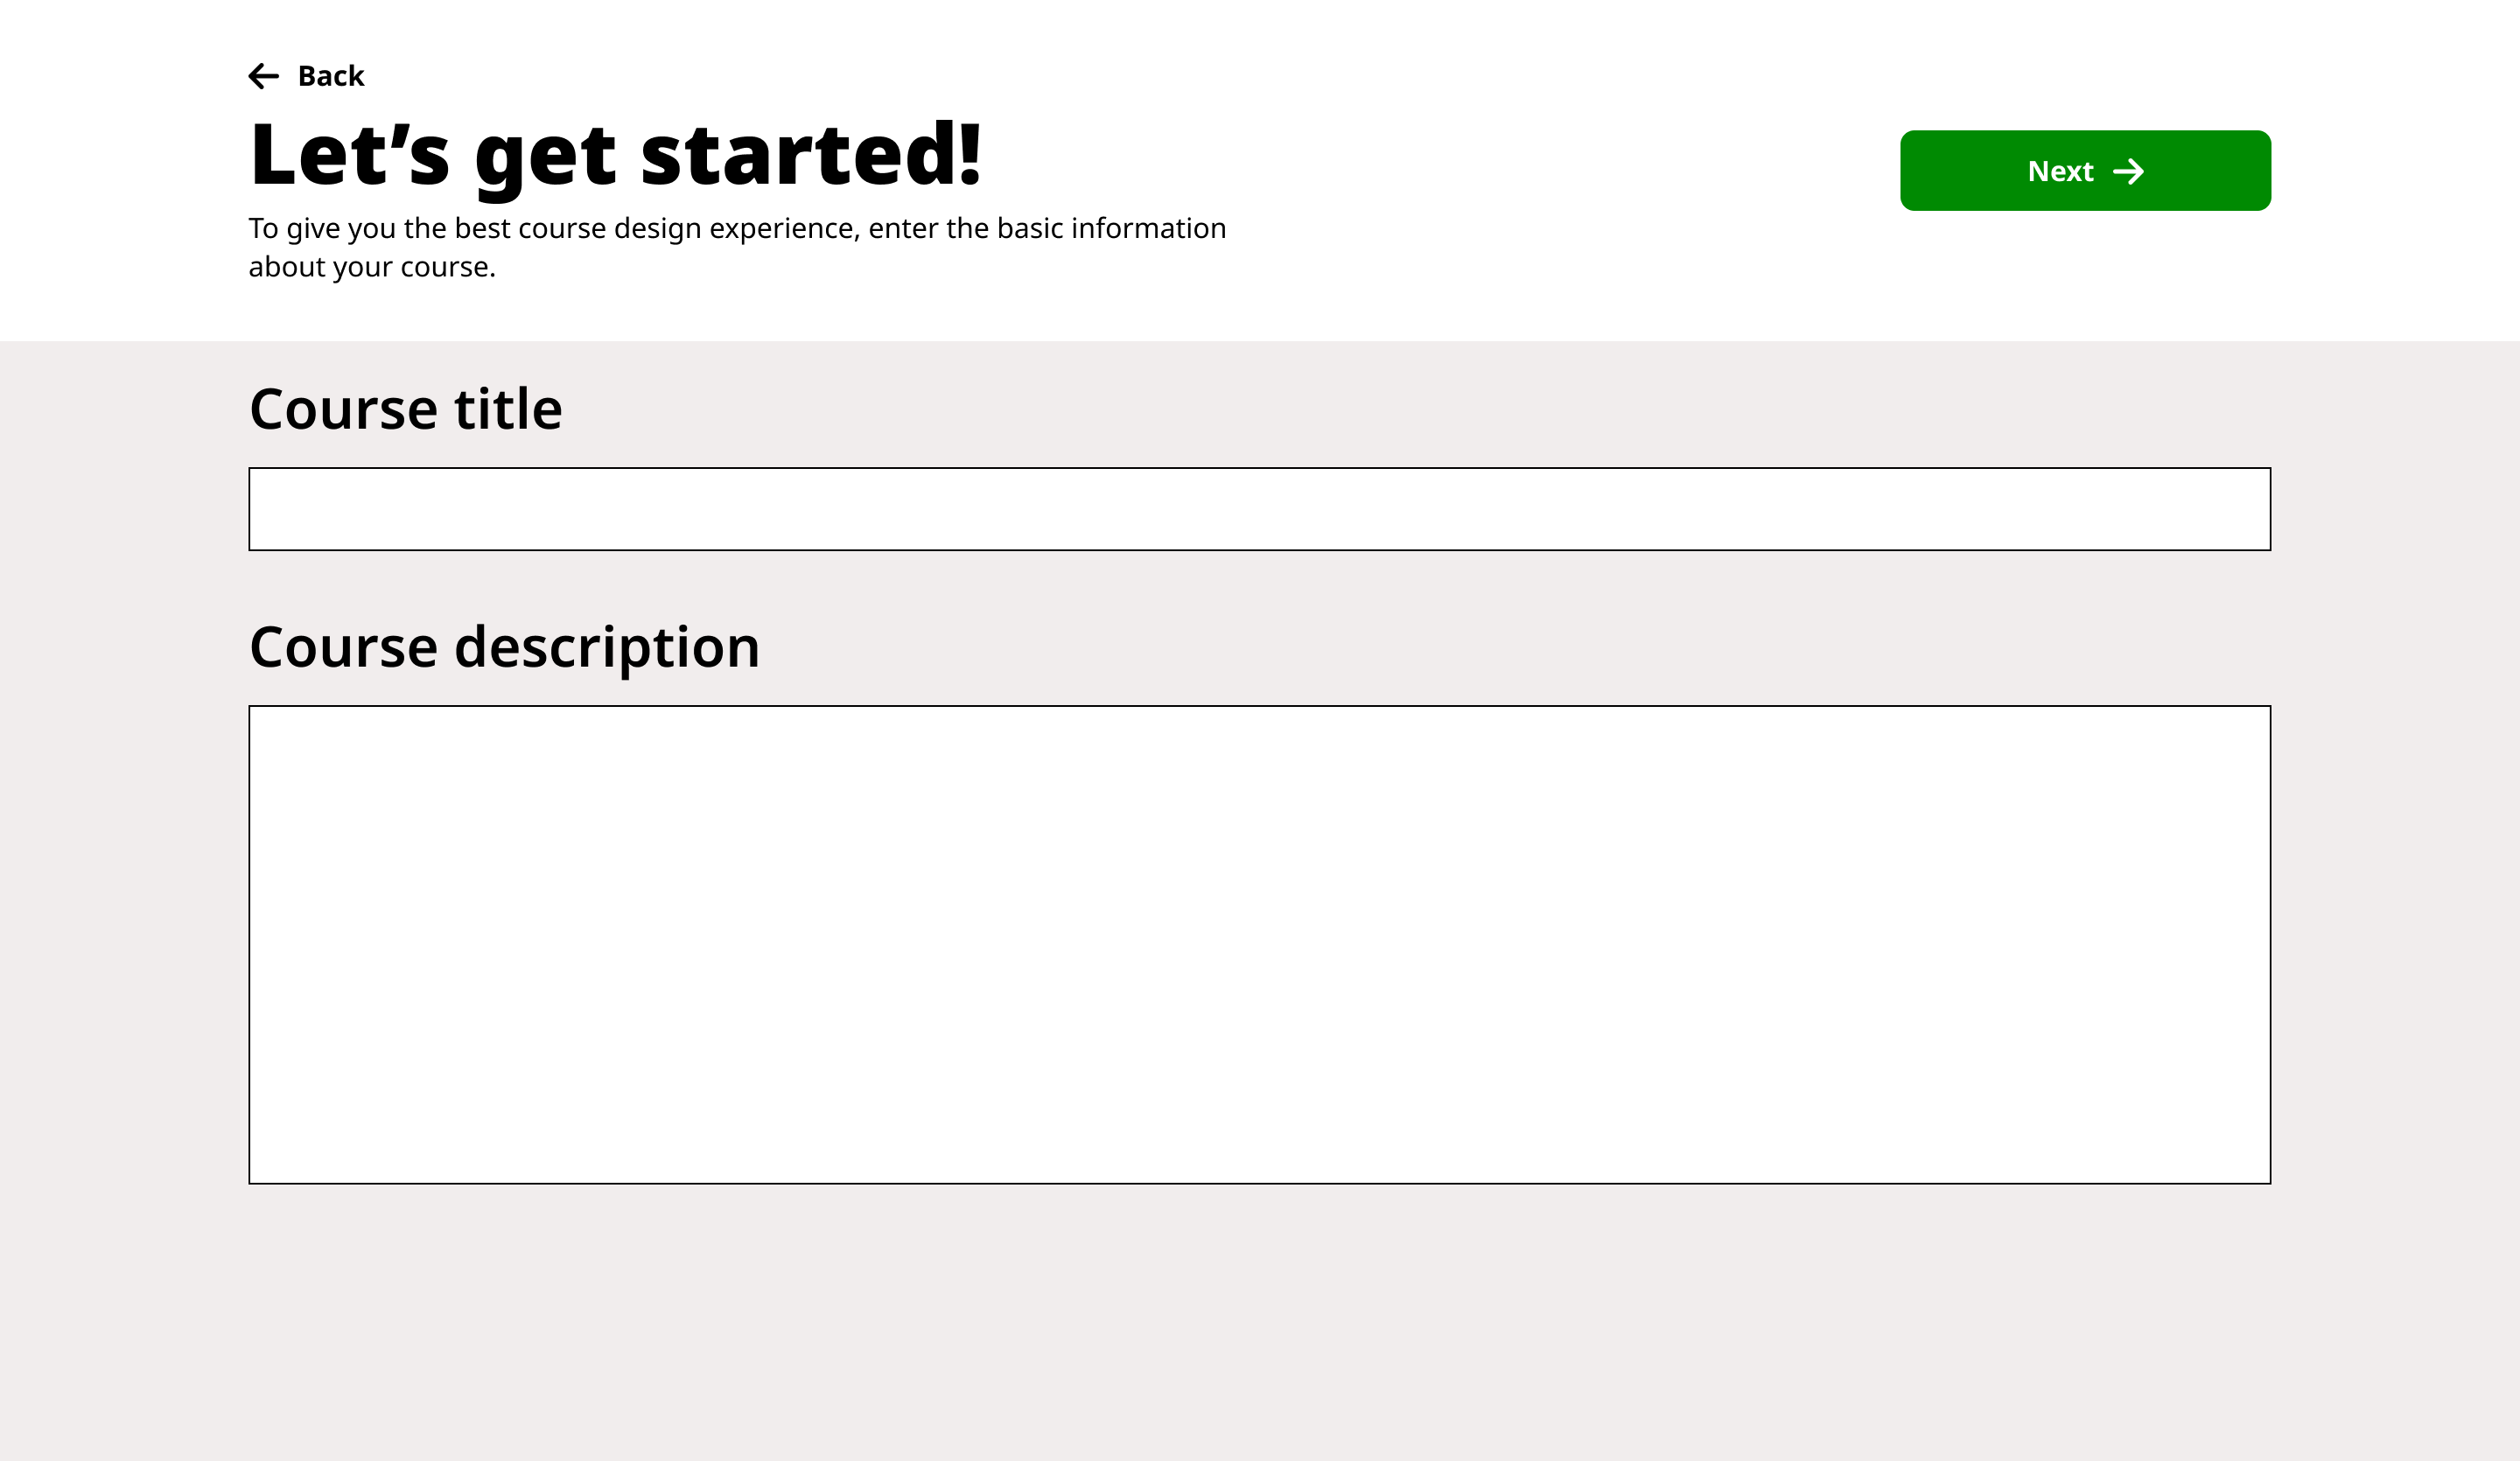 Back
Let’s get started!
Next
To give you the best course design experience, enter the basic information
about your course.
Course title
Course description